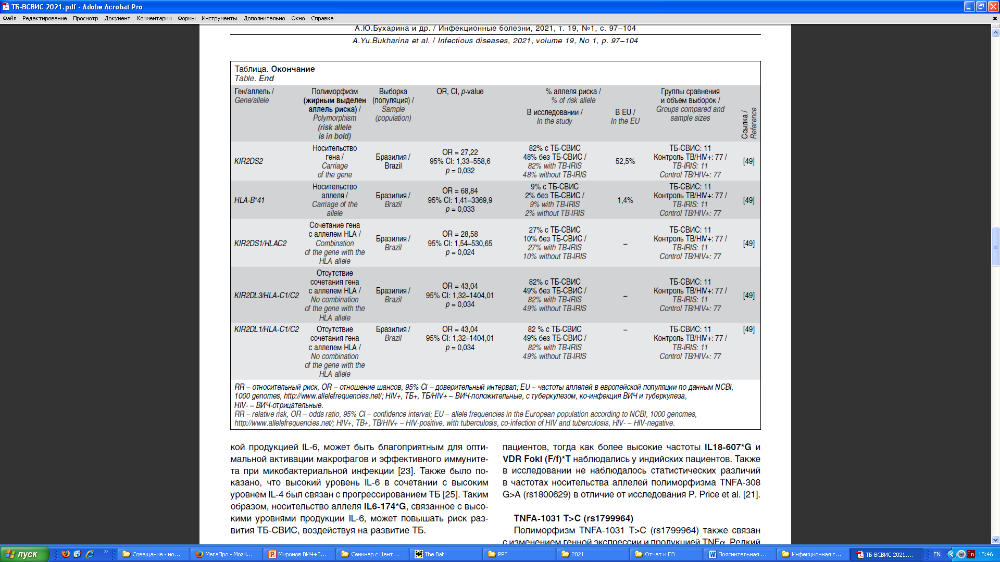 ТБ-ВСВИС 2021.pdf - Adobe Acrobat Pro
Файл Редактирование Просмотр Документ Комментарии Формы Инструменты Дополнительно Окно Справка
А.Ю.Бухарина и др. / Инфекционные болезни, 2021, т. 19, №1, с. 97–104
A.Yu.Bukharina et al. / Infectious diseases, 2021, volume 19, No 1, p. 97–104
Таблица. Окончание
Table. End
Ген/аллель /
Gene/allele
Полиморфизм
(жирным выделен
аллель риска) /
Polymorphism
(risk allele
is in bold)
Выборка
(популяция) /
Sample
(population)
OR, CI, p-value
% аллеля риска /
% of risk allele
В исследовании /
In the study
В EU /
In the EU
Группы сравнения
и объем выборок /
Groups compared and
sample sizes
Ссылка /
Reference
KIR2DS2
Носительство
гена /
Carriage
of the gene
Бразилия /
Brazil
OR = 27,22
95% CI: 1,33–558,6
p = 0,032
82% с ТБ-СВИС
48% без ТБ-СВИС /
82% with TB-IRIS
48% without TB-IRIS
52,5%
ТБ-СВИС: 11
Контроль ТВ/HIV+: 77 /
TB-IRIS: 11
Control TB/HIV+: 77
[49]
HLA-B*41
Носительство
аллеля /
Carriage of the
allele
Бразилия /
Brazil
OR = 68,84
95% CI: 1,41–3369,9
p = 0,033
9% с ТБ-СВИС
2% без ТБ-СВИС /
9% with TB-IRIS
2% without TB-IRIS
1,4%
ТБ-СВИС: 11
Контроль ТВ/HIV+: 77 /
TB-IRIS: 11
Control TB/HIV+: 77
[49]
KIR2DS1/HLAC2
Сочетание гена
с аллелем HLA /
Combination
of the gene with the
HLA allele
Бразилия /
Brazil
OR = 28,58
95% CI: 1,54–530,65
p = 0,024
27% с ТБ-СВИС
10% без ТБ-СВИС /
27% with TB-IRIS
10% without TB-IRIS
–
ТБ-СВИС: 11
Контроль ТВ/HIV+: 77 /
TB-IRIS: 11
Control TB/HIV+: 77
[49]
KIR2DL3/HLA-C1/C2
Отсутствие
сочетания гена
с аллелем HLA /
No combination
of the gene with the
HLA allele
Бразилия /
Brazil
OR = 43,04
95% CI: 1,32–1404,01
p = 0,034
82% с ТБ-СВИС
49% без ТБ-СВИС /
82% with TB-IRIS
49% without TB-IRIS
–
ТБ-СВИС: 11
Контроль ТВ/HIV+: 77 /
TB-IRIS: 11
Control TB/HIV+: 77
[49]
KIR2DL1/HLA-C1/C2
Отсутствие
сочетания гена
с аллелем HLA /
No combination
of the gene with the
HLA allele
Бразилия /
Brazil
OR = 43,04
95% CI: 1,32–1404,01
p = 0,034
82 % с ТБ-СВИС
49% без ТБ-СВИС /
82% with TB-IRIS
49% without TB-IRIS
–
ТБ-СВИС: 11
Контроль ТВ/HIV+: 77 /
TB-IRIS: 11
Control TB/HIV+: 77
[49]
RR – относительный риск, OR – отношение шансов, 95% CI – доверительный интервал; EU – частоты аллелей в европейской популяции по данным NCBI,
1000 genomes, http://www.allelefrequencies.net/; HIV+, ТБ+, ТБ/HIV+ – ВИЧ-положительные, с туберкулезом, ко-инфекция ВИЧ и туберкулеза,
HIV- – ВИЧ-отрицательные.
RR – relative risk, OR – odds ratio, 95% CI – confidence interval; EU – allele frequencies in the European population according to NCBI, 1000 genomes,
http://www.allelefrequencies.net/; HIV+, TB+, TB/HIV+ – HIV-positive, with tuberculosis, co-infection of HIV and tuberculosis, HIV- – HIV-negative.
кой продукцией IL-6, может быть благоприятным для опти-
мальной активации макрофагов и эффективного иммуните-
та при микобактериальной инфекции [23]. Также было по-
казано, что высокий уровень IL-6 в сочетании с высоким
уровнем IL-4 был связан с прогрессированием ТБ [25]. Таким
образом, носительство аллеля IL6-174*G, связанное с высо-
кими уровнями продукции IL-6, может повышать риск раз-
вития ТБ-СВИС, воздействуя на развитие ТБ.
пациентов, тогда как более высокие частоты IL18-607*G и
VDR FokI (F/f)*T наблюдались у индийских пациентов. Также
в исследовании не наблюдалось статистических различий
в частотах носительства аллелей полиморфизма TNFA-308
G>A (rs1800629) в отличие от исследования P. Price et al. [21].
TNFA-1031 T>C (rs1799964)
Полиморфизм TNFA-1031 T>C (rs1799964) также связан
с изменением генной экспрессии и продукцией TNFα. Редкий
пуск
Совещание - но...
МегаПро - Mozill...
Миронов ВИЧ+Т...
Семинар с Цент...
The Bat!
PPT
2021
Отчет и ПЗ
Пояснительная ...
Инфекционная г...
ТБ-ВСВИС 2021....
EN
En
15:46